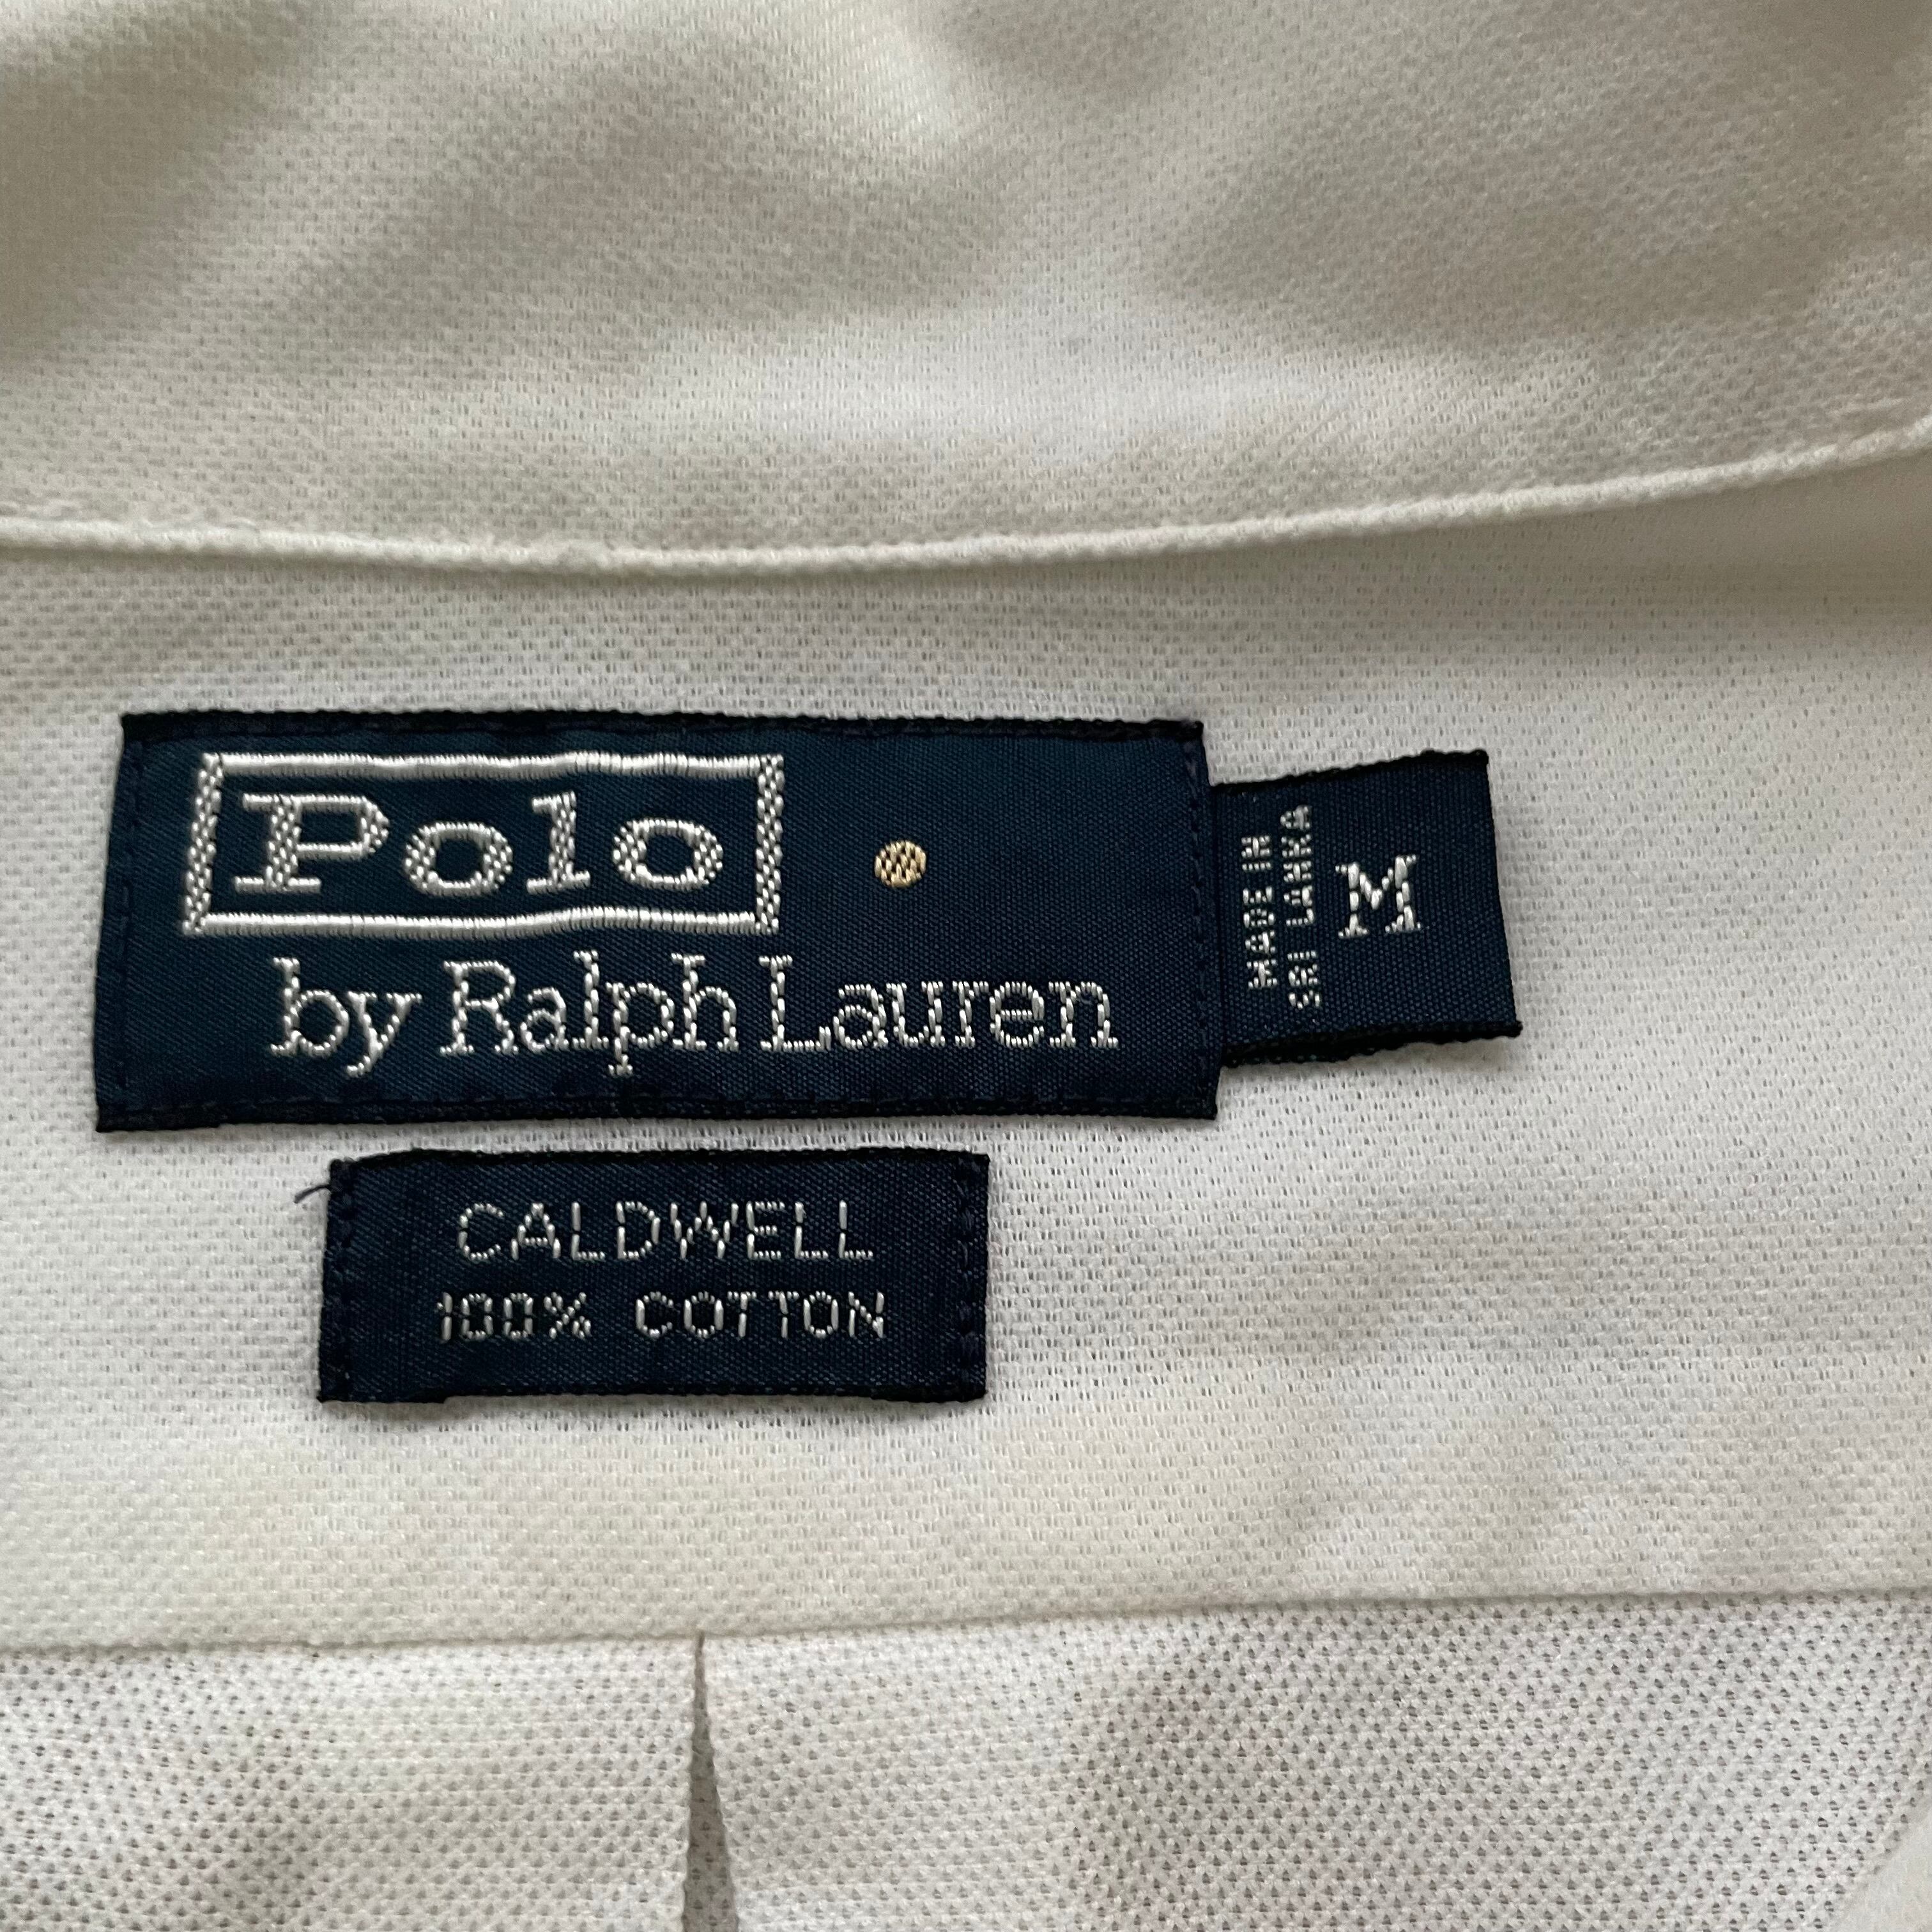 Polo
by Ralph Lauren
MADE IN
SRI LANKA
M
CALDWELL
100% COTTON